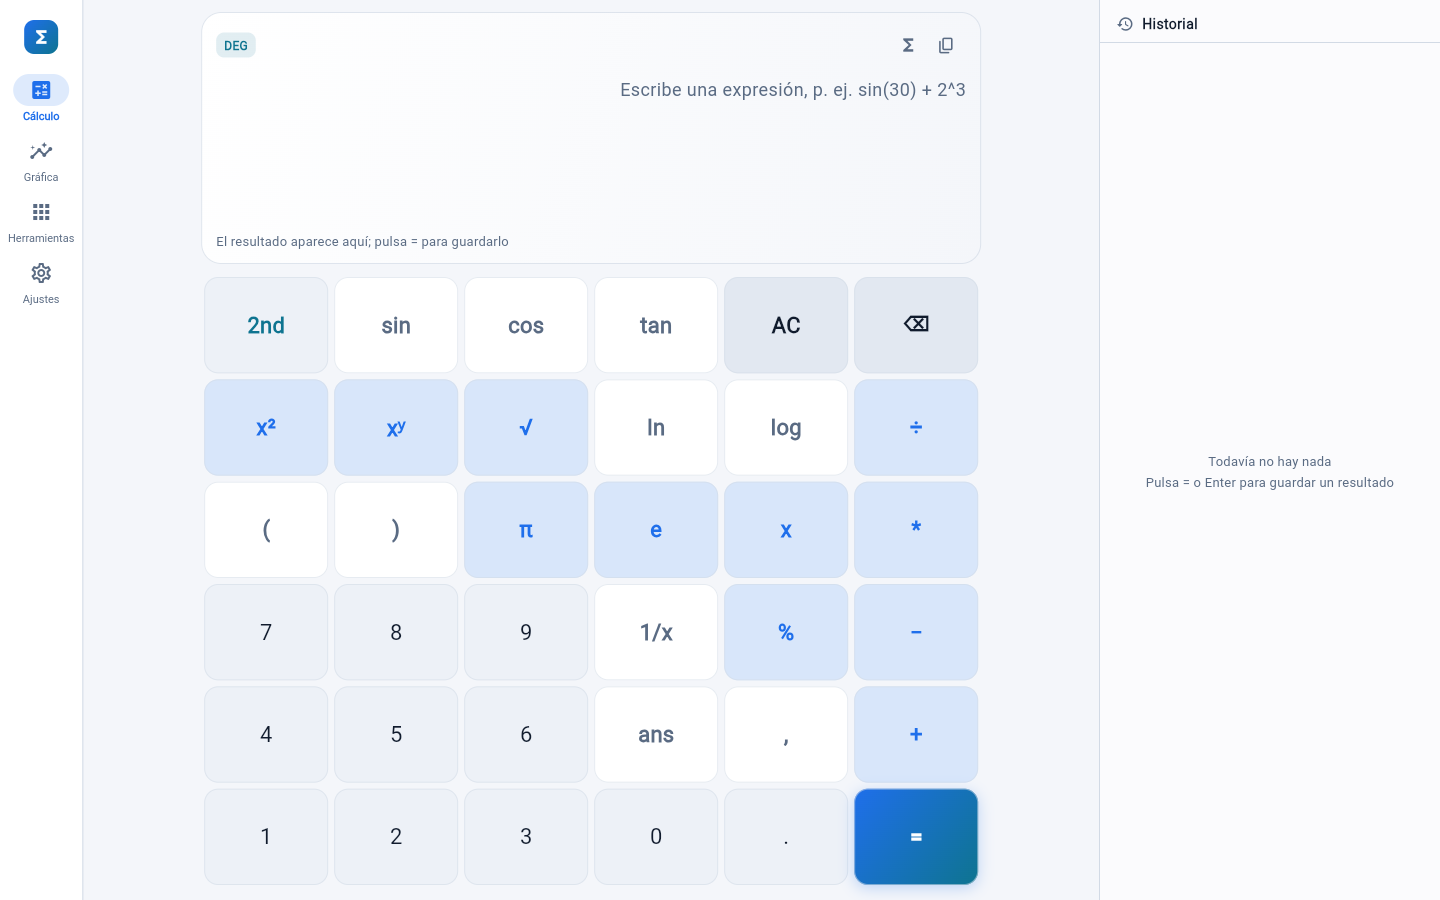 Σ
Cálculo
Gráfica
Herramientas
Ajustes
DEG
Σ
Escribe una expresión, p. ej. sin(30) + 2^3
El resultado aparece aquí; pulsa = para guardarlo
2nd sin cos tan AC ⌫
x² xʸ √ ln log ÷
( ) π e x *
7 8 9 1/x % −
4 5 6 ans , +
1 2 3 0 . =
Historial
Todavía no hay nada
Pulsa = o Enter para guardar un resultado